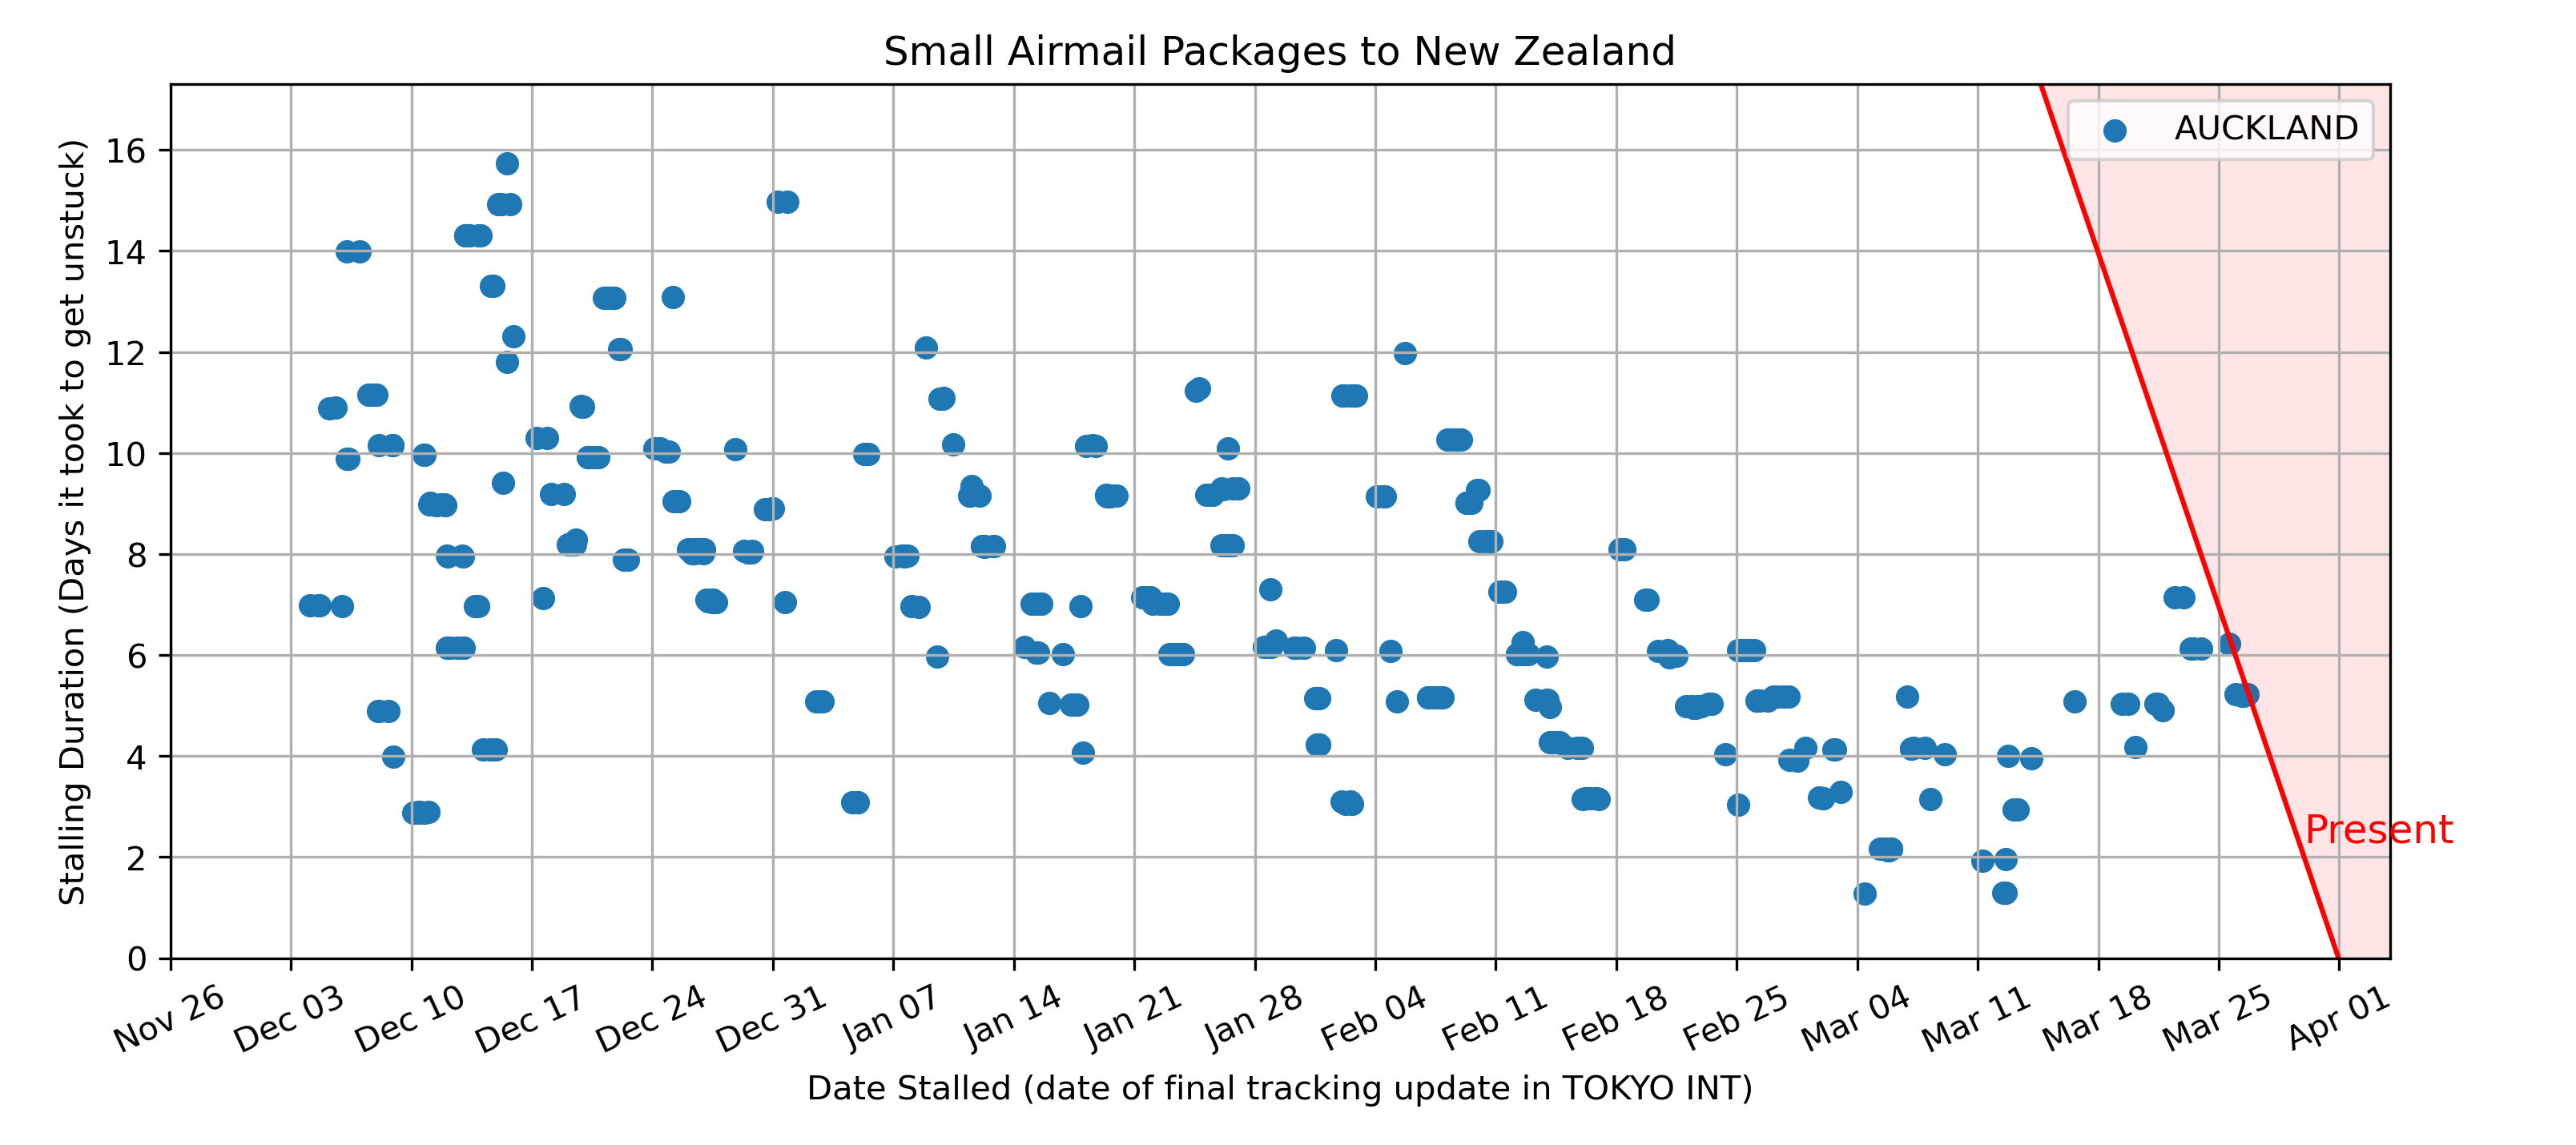 Small Airmail Packages to New Zealand
AUCKLAND
Stalling Duration (Days it took to get unstuck)
16
14
12
10
8
6
4
2
0
Present
Nov 26 Dec 03 Dec 10 Dec 17 Dec 24 Dec 31 Jan 07 Jan 14 Jan 21 Jan 28 Feb 04 Feb 11 Feb 18 Feb 25 Mar 04 Mar 11 Mar 18 Mar 25 Apr 01
Date Stalled (date of final tracking update in TOKYO INT)